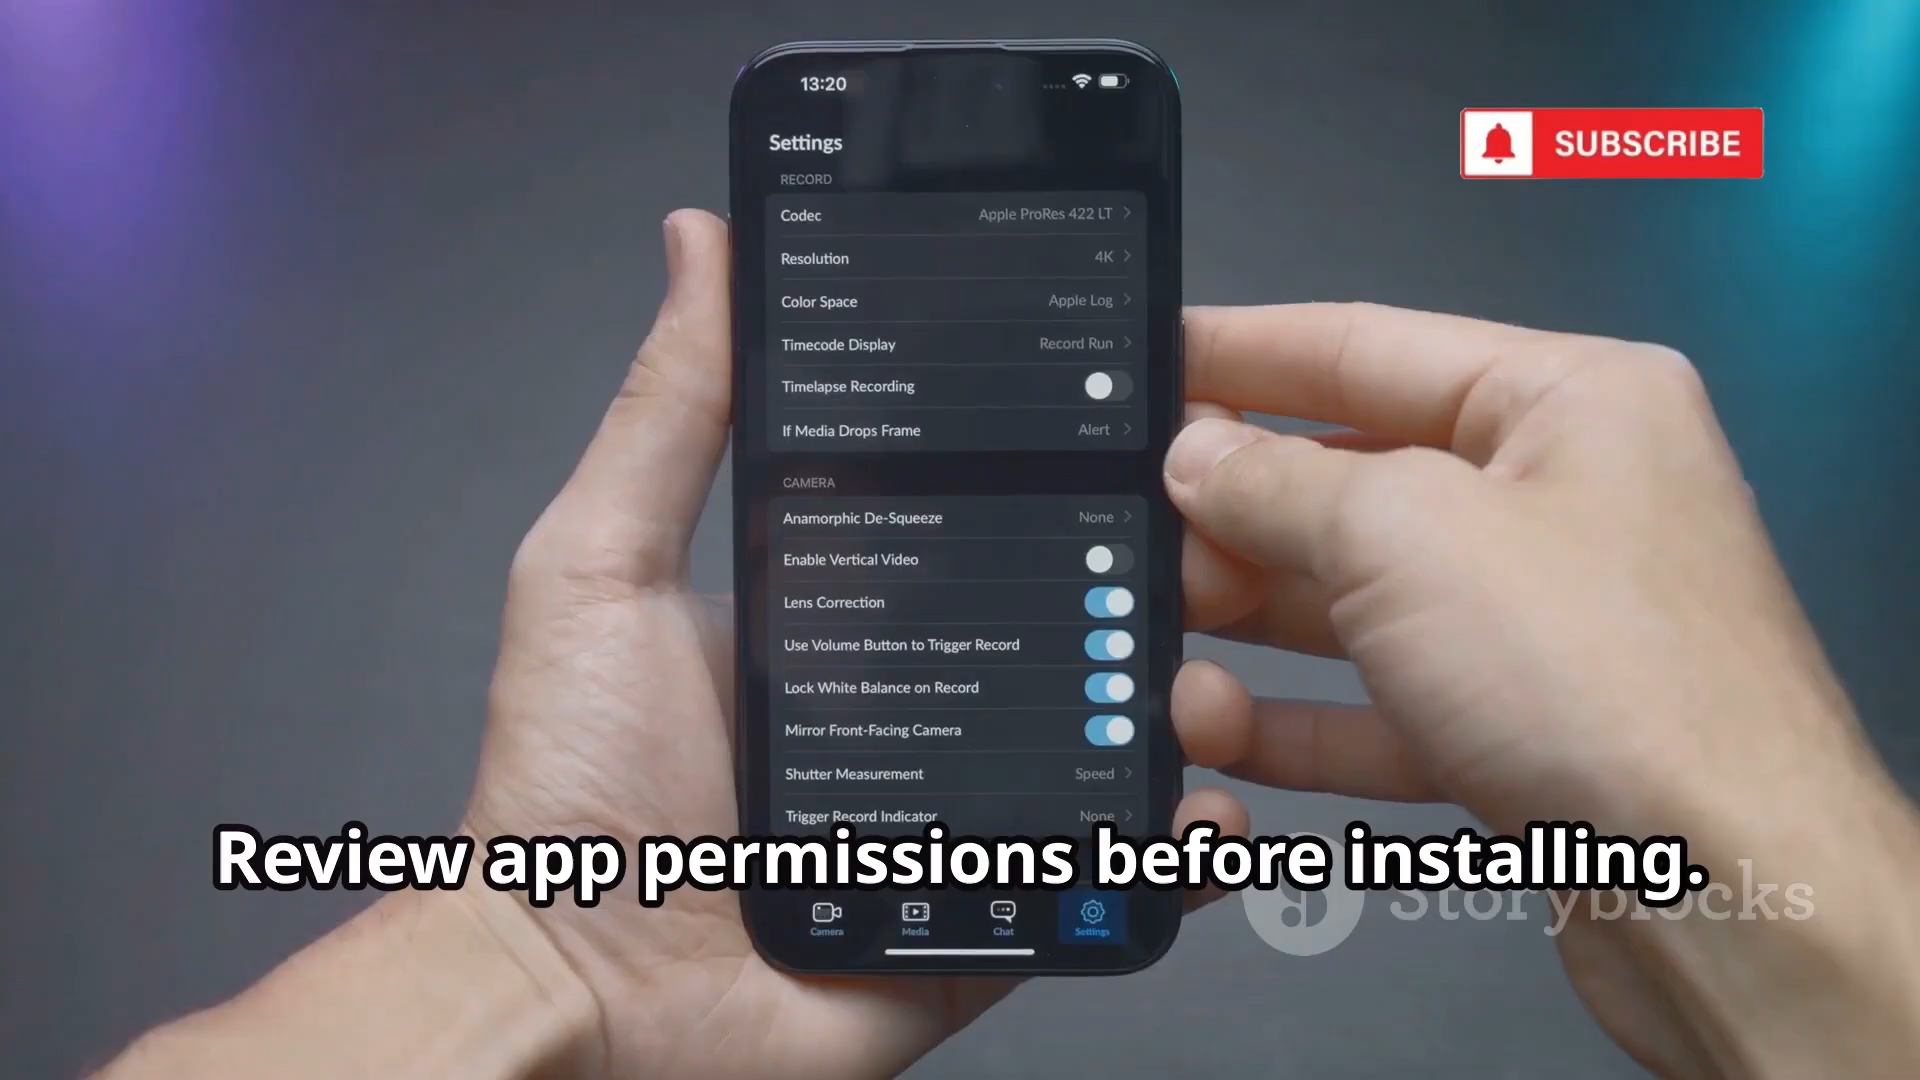 13:20
Settings
SUBSCRIBE
RECORD
Codec Apple ProRes 422 LT
Resolution 4K
Color Space Apple Log
Timecode Display Record Run
Timelapse Recording
If Media Drops Frame Alert
CAMERA
Anamorphic De-Squeeze None
Enable Vertical Video
Lens Correction
Use Volume Button to Trigger Record
Lock White Balance on Record
Mirror Front-Facing Camera
Shutter Measurement Speed
Trigger Record Indicator None
Review app permissions before installing.
Storyblocks
Camera Media Chat Settings